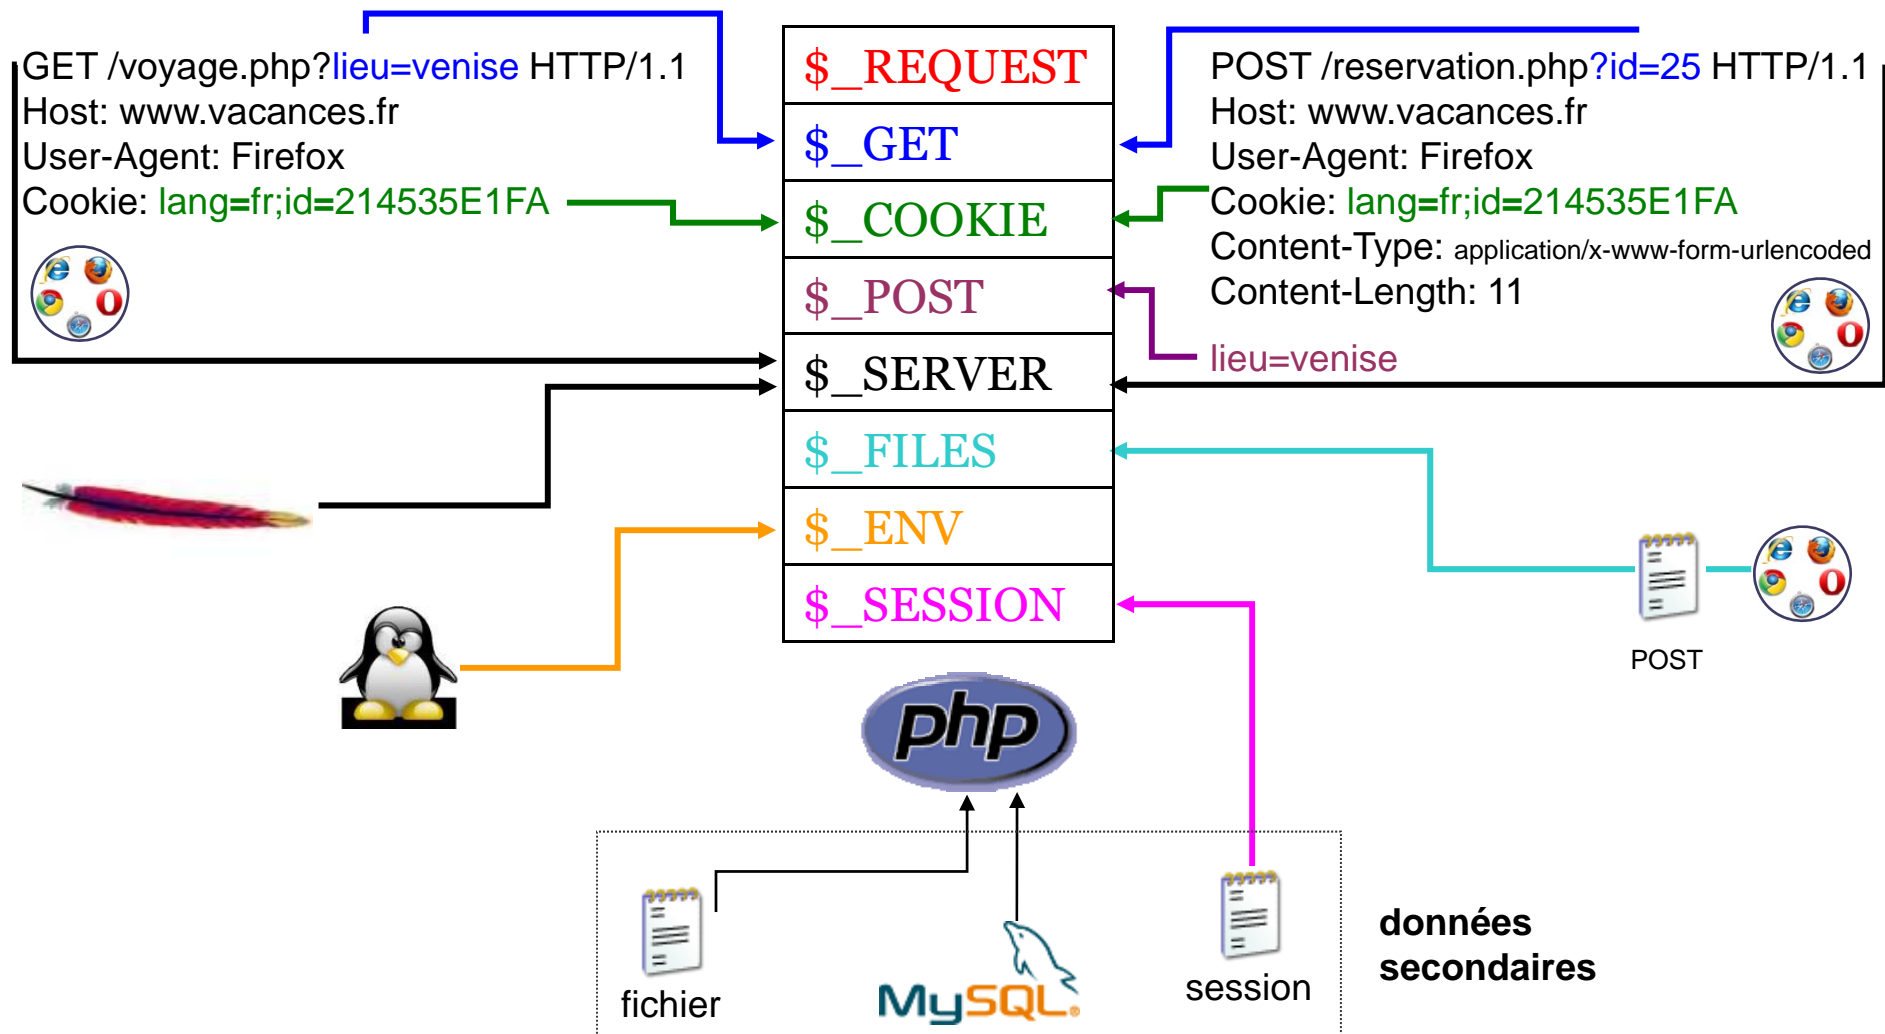 GET /voyage.php?lieu=venise HTTP/1.1
Host: www.vacances.fr
User-Agent: Firefox
Cookie: lang=fr;id=214535E1FA
$_REQUEST
$_GET
$_COOKIE
$_POST
$_SERVER
$_FILES
$_ENV
$_SESSION
POST /reservation.php?id=25 HTTP/1.1
Host: www.vacances.fr
User-Agent: Firefox
Cookie: lang=fr;id=214535E1FA
Content-Type: application/x-www-form-urlencoded
Content-Length: 11
lieu=venise
POST
php
fichier
MySQL®
session
données
secondaires